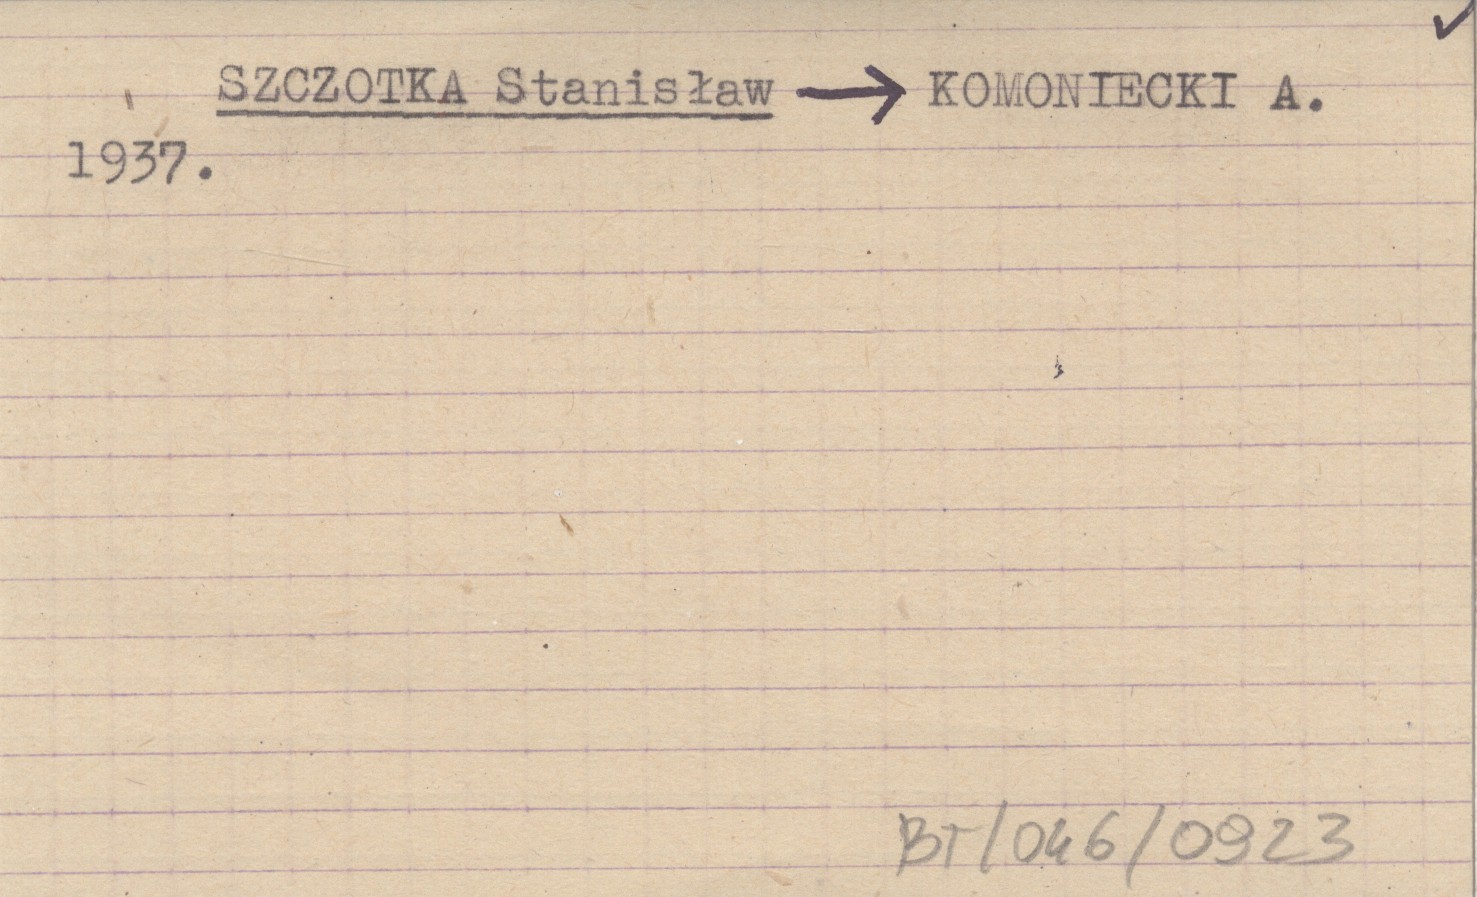 SZCZOTKA Stanisław → KOMONIECKI A.
1937.
BT/046/0923